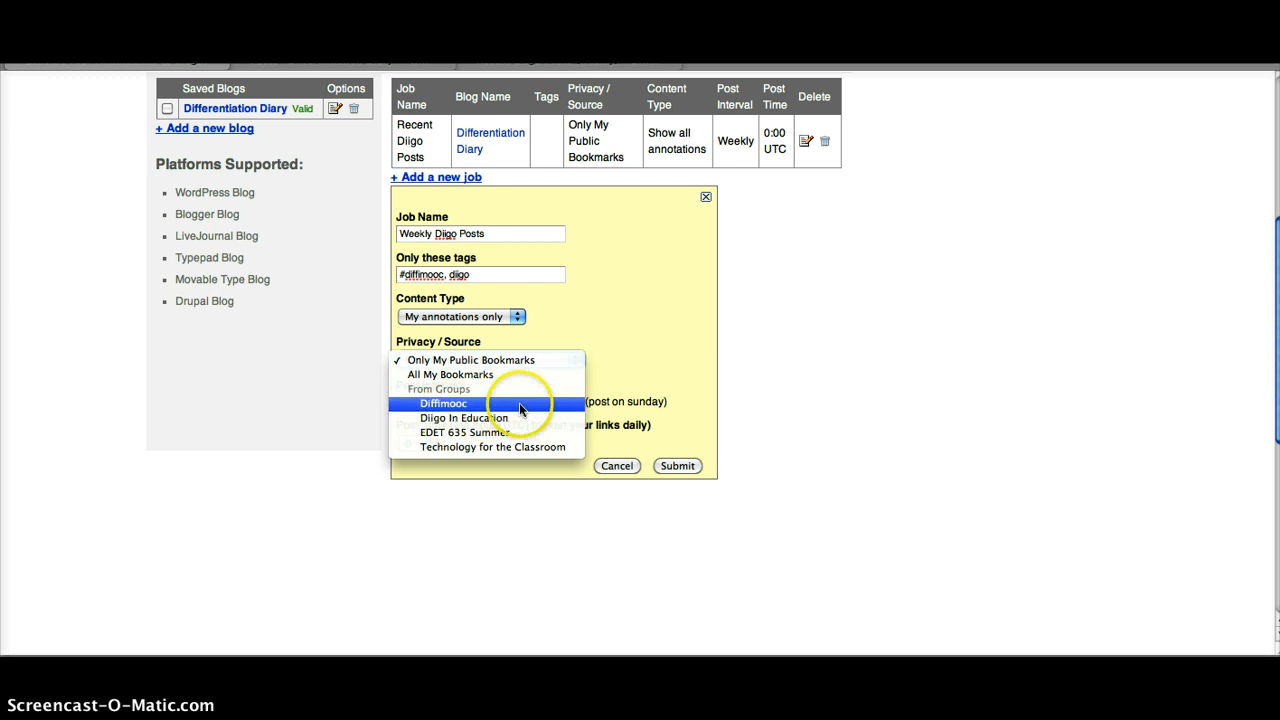 Saved Blogs Options
Differentiation Diary Valid
+ Add a new blog
Platforms Supported:
WordPress Blog
Blogger Blog
LiveJournal Blog
Typepad Blog
Movable Type Blog
Drupal Blog
Job Name Blog Name Tags Privacy / Source Content Type Post Interval Post Time Delete
Recent Diigo Posts Differentiation Diary Only My Public Bookmarks Show all annotations Weekly 0:00 UTC
+ Add a new job
Job Name
Weekly Diigo Posts
Only these tags
#diffimooc, diigo
Content Type
My annotations only
Privacy / Source
✓ Only My Public Bookmarks
All My Bookmarks
From Groups
Diffimooc
(post on sunday)
Diigo In Education
your links daily)
EDET 635 Summer
Technology for the Classroom
Cancel Submit
Screencast-O-Matic.com